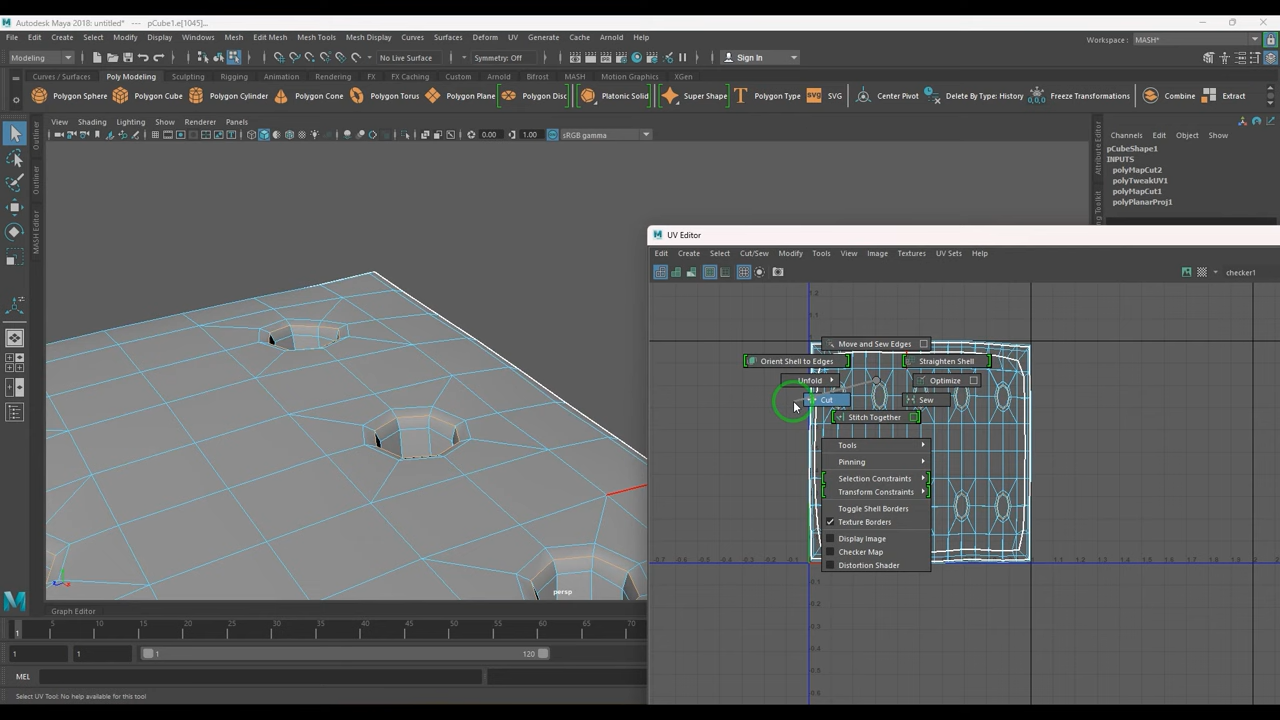 Autodesk Maya 2018: untitled* --- pCube1.e[1045]...
File Edit Create Select Modify Display Windows Mesh Edit Mesh Mesh Tools Mesh Display Curves Surfaces Deform UV Generate Cache Arnold Help
Workspace : MASH*
Modeling No Live Surface Symmetry: Off Sign In
Curves / Surfaces Poly Modeling Sculpting Rigging Animation Rendering FX FX Caching Custom Arnold Bifrost MASH Motion Graphics XGen
Polygon Sphere Polygon Cube Polygon Cylinder Polygon Cone Polygon Torus Polygon Plane Polygon Disc Platonic Solid Super Shape Polygon Type SVG Center Pivot Delete By Type: History Freeze Transformations Combine Extract
View Shading Lighting Show Renderer Panels
0.00 1.00 sRGB gamma
Outliner
Outliner
MASH Editor
Attribute Editor
Channels Edit Object Show
pCubeShape1
INPUTS
polyMapCut2
polyTweakUV1
polyMapCut1
polyPlanarProj1
UV Editor
Edit Create Select Cut/Sew Modify Tools View Image Textures UV Sets Help
checker1
Move and Sew Edges
Orient Shell to Edges Straighten Shell
Unfold Optimize
Cut Sew
Stitch Together
Tools
Pinning
Selection Constraints
Transform Constraints
Toggle Shell Borders
Texture Borders
Display Image
Checker Map
Distortion Shader
persp
Graph Editor
5 10 15 20 25 30 35 40 45 50 55 60 65 70
1
1 1 1 120
MEL
Select UV Tool: No help available for this tool